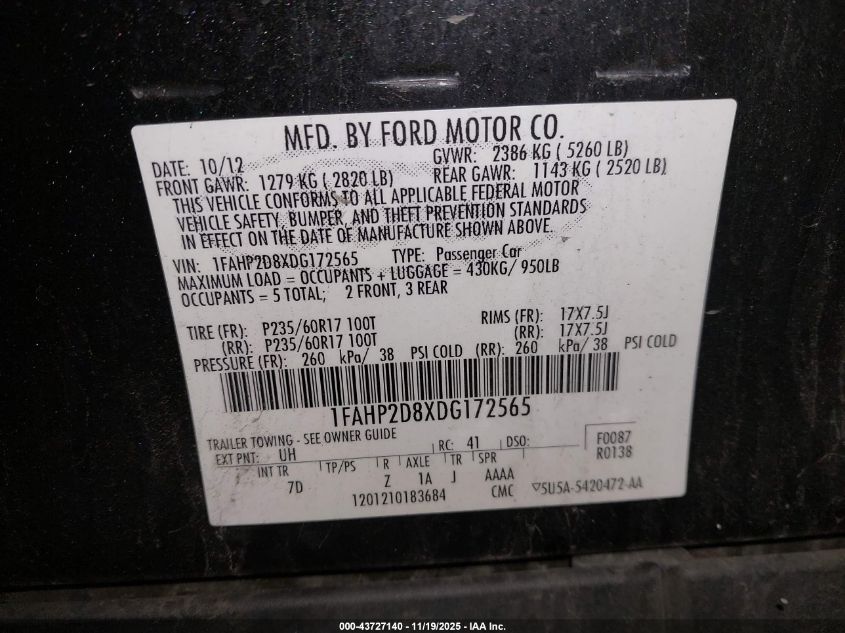 MFD. BY FORD MOTOR CO.
DATE: 10/12 GVWR: 2386 KG ( 5260 LB)
FRONT GAWR: 1279 KG ( 2820 LB) REAR GAWR: 1143 KG ( 2520 LB)
THIS VEHICLE CONFORMS TO ALL APPLICABLE FEDERAL MOTOR
VEHICLE SAFETY, BUMPER, AND THEFT PREVENTION STANDARDS
IN EFFECT ON THE DATE OF MANUFACTURE SHOWN ABOVE.
VIN: 1FAHP2D8XDG172565 TYPE: Passenger Car
MAXIMUM LOAD = OCCUPANTS + LUGGAGE = 430KG/ 950LB
OCCUPANTS = 5 TOTAL; 2 FRONT, 3 REAR
TIRE (FR): P235/60R17 100T RIMS (FR): 17X7.5J
(RR): P235/60R17 100T (RR): 17X7.5J
PRESSURE (FR): 260 kPa/ 38 PSI COLD (RR): 260 kPa/ 38 PSI COLD
1FAHP2D8XDG172565
TRAILER TOWING - SEE OWNER GUIDE
EXT PNT: UH RC: 41 DSO: F0087
R0138
INT TR TP/PS R AXLE TR SPR
7D Z 1A J AAAA
1201210183684 CMC ▽5U5A-5420472-AA
000-43727140 - 11/19/2025 - IAA Inc.